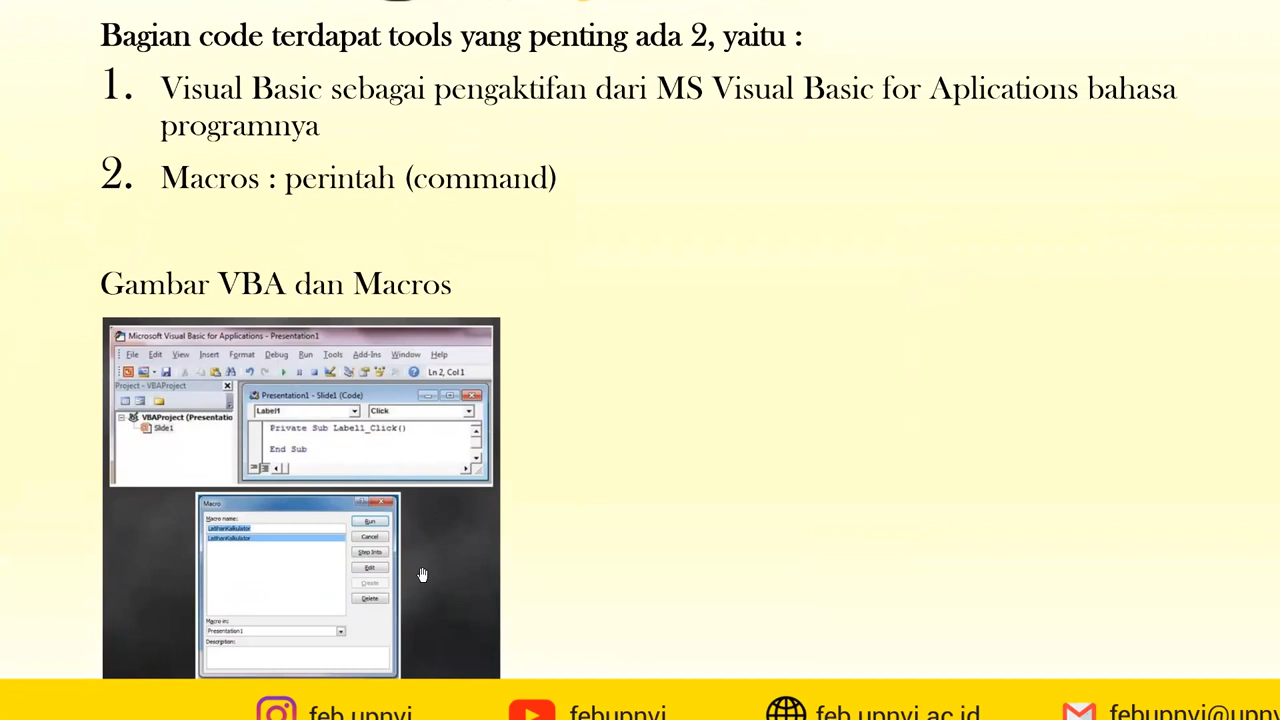 Bagian code terdapat tools yang penting ada 2, yaitu :
1. Visual Basic sebagai pengaktifan dari MS Visual Basic for Aplications bahasa
programnya
2. Macros : perintah (command)
Gambar VBA dan Macros
Microsoft Visual Basic for Applications - Presentation1
File Edit View Insert Format Debug Run Tools Add-Ins Window Help
Ln 2, Col 1
Project - VBAProject
VBAProject (Presentatio
Slide1
Presentation1 - Slide1 (Code)
Label1 Click
Private Sub Label1_Click()
End Sub
Macro
Macro name:
LatihanKalkulator
LatihanKalkulator
Run
Cancel
Step Into
Edit
Create
Delete
Macro in:
Presentation1
Description:
feb.upnvj febupnvj feb.upnvj.ac.id febupnvj@upnv